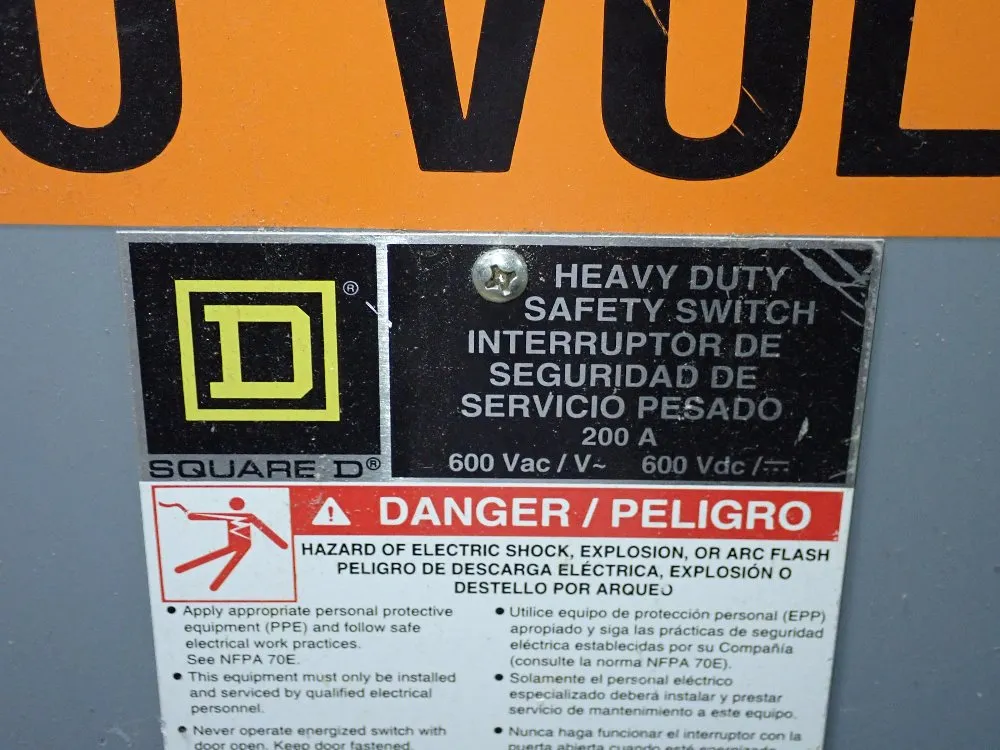 HEAVY DUTY
SAFETY SWITCH
INTERRUPTOR DE
SEGURIDAD DE
SERVICIO PESADO
200 A
600 Vac / V~ 600 Vdc / ⎓
D ®
SQUARE D®
DANGER / PELIGRO
HAZARD OF ELECTRIC SHOCK, EXPLOSION, OR ARC FLASH
PELIGRO DE DESCARGA ELÉCTRICA, EXPLOSIÓN O
DESTELLO POR ARQUEO
• Apply appropriate personal protective
equipment (PPE) and follow safe
electrical work practices.
See NFPA 70E.
• This equipment must only be installed
and serviced by qualified electrical
personnel.
• Never operate energized switch with
door open. Keep door fastened
• Utilice equipo de protección personal (EPP)
apropiado y siga las prácticas de seguridad
eléctrica establecidas por su Compañía
(consulte la norma NFPA 70E).
• Solamente el personal eléctrico
especializado deberá instalar y prestar
servicio de mantenimiento a este equipo.
• Nunca haga funcionar el interruptor con la
puerta abierta cuando esté